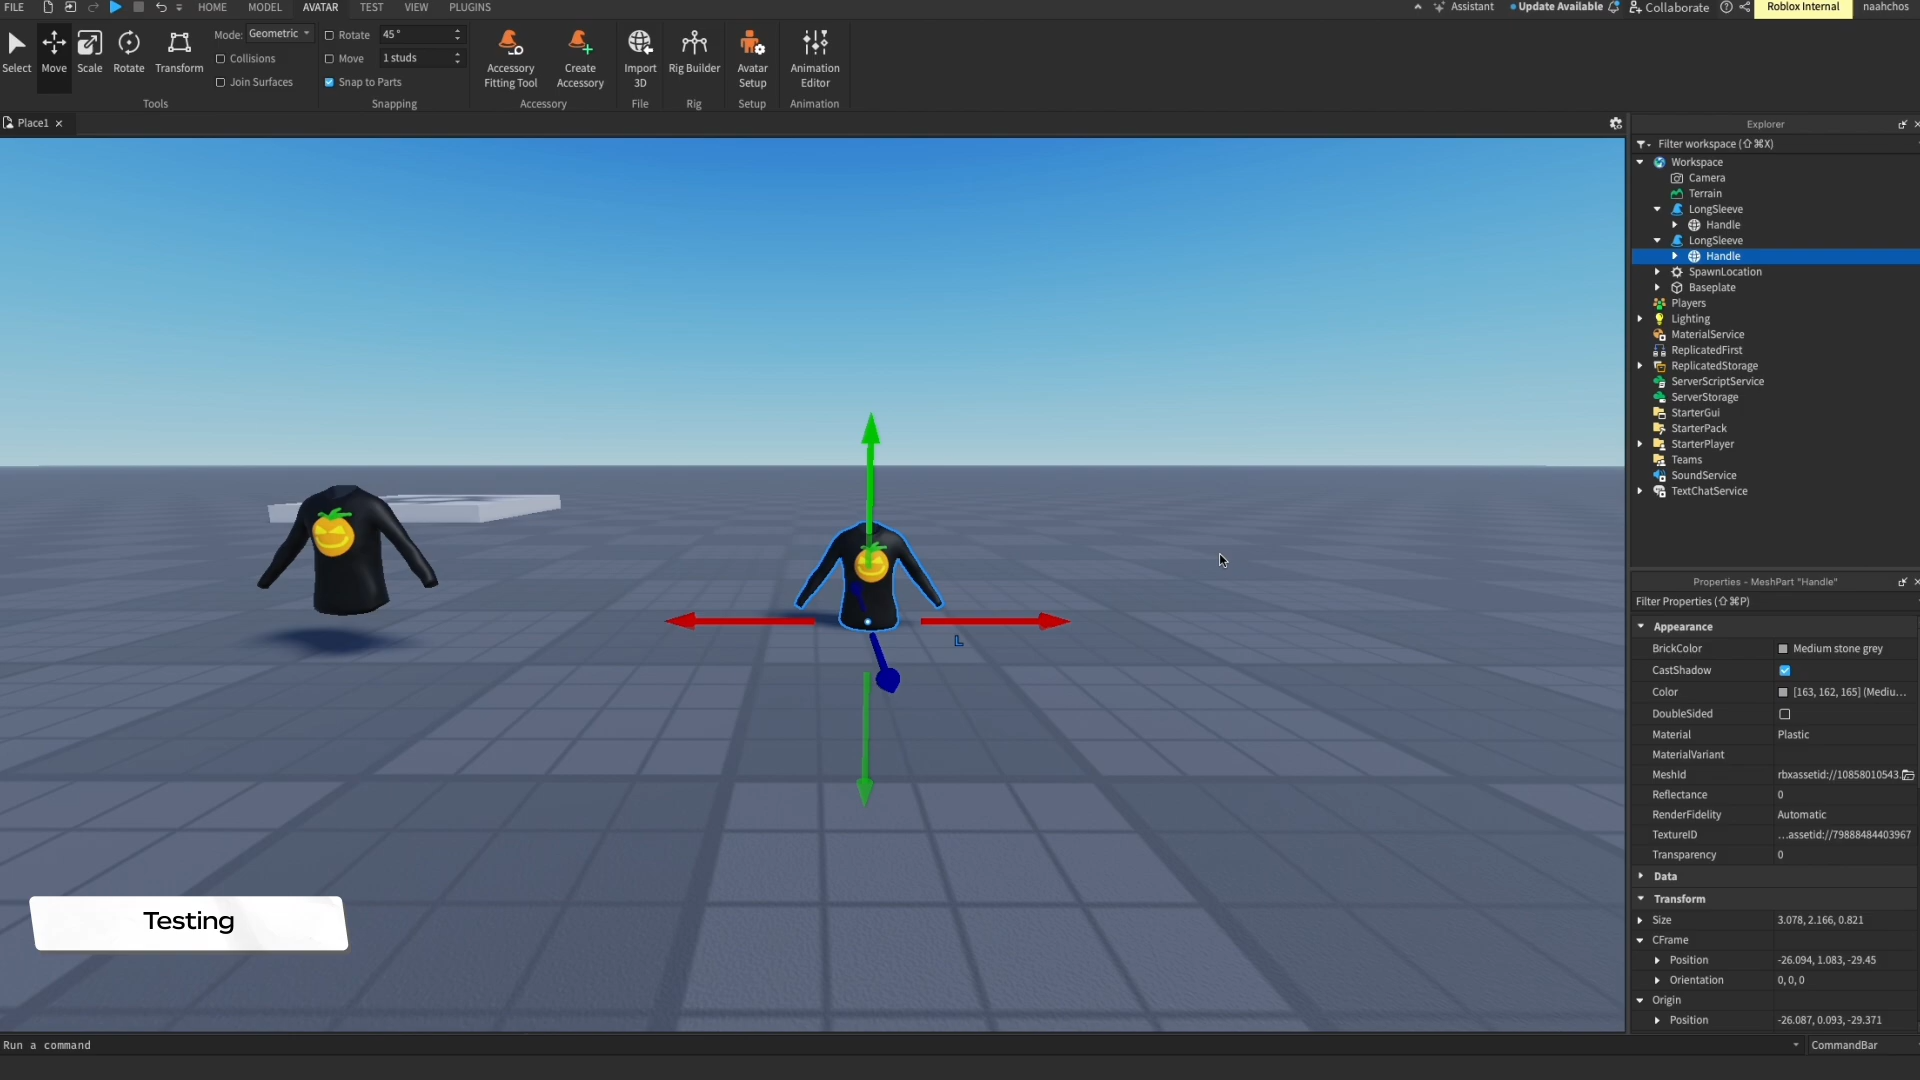 FILE HOME MODEL AVATAR TEST VIEW PLUGINS Assistant Update Available Collaborate Roblox Internal naahchos
Select Move Scale Rotate Transform
Mode: Geometric
Collisions
Join Surfaces
Rotate 45 °
Move 1 studs
Snap to Parts
Accessory Fitting Tool
Create Accessory
Import 3D
Rig Builder
Avatar Setup
Animation Editor
Tools Snapping Accessory File Rig Setup Animation
Place1
Explorer
Filter workspace (⇧⌘X)
Workspace
Camera
Terrain
LongSleeve
Handle
LongSleeve
Handle
SpawnLocation
Baseplate
Players
Lighting
MaterialService
ReplicatedFirst
ReplicatedStorage
ServerScriptService
ServerStorage
StarterGui
StarterPack
StarterPlayer
Teams
SoundService
TextChatService
L
Testing
Properties - MeshPart "Handle"
Filter Properties (⇧⌘P)
Appearance
BrickColor Medium stone grey
CastShadow
Color [163, 162, 165] (Mediu...
DoubleSided
Material Plastic
MaterialVariant
MeshId rbxassetid://10858010543...
Reflectance 0
RenderFidelity Automatic
TextureID ...assetid://79888484403967
Transparency 0
Data
Transform
Size 3.078, 2.166, 0.821
CFrame
Position -26.094, 1.083, -29.45
Orientation 0, 0, 0
Origin
Position -26.087, 0.093, -29.371
Run a command CommandBar